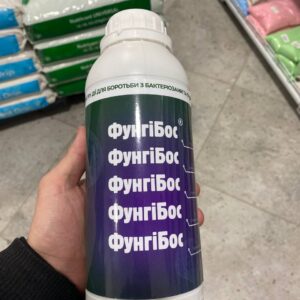 ДЛЯ БОРОТЬБИ З БАКТЕРІОЗАМИ
ФунгіБос®
ФунгіБос
ФунгіБос
ФунгіБос
ФунгіБос